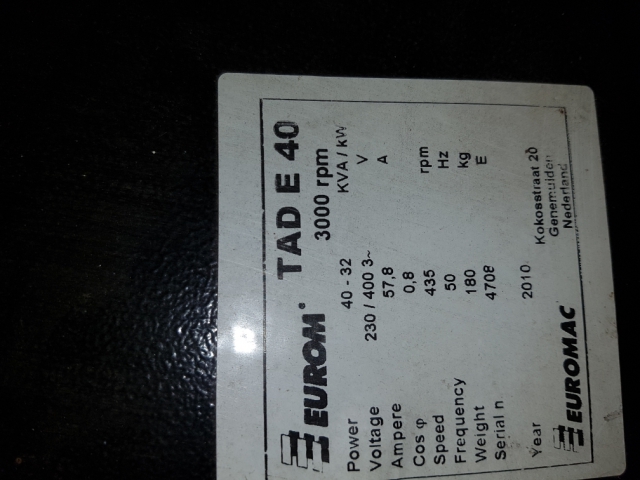 EUROM TAD E 40
3000 rpm
Power 40 - 32 KVA / kW
Voltage 230 / 400 3~ V
Ampere 57,8 A
Cos φ 0,8
Speed 435 rpm
Frequency 50 Hz
Weight 180 kg
Serial n 4708 E
Year 2010
EUROMAC Kokosstraat 20
Genemuiden
Nederland